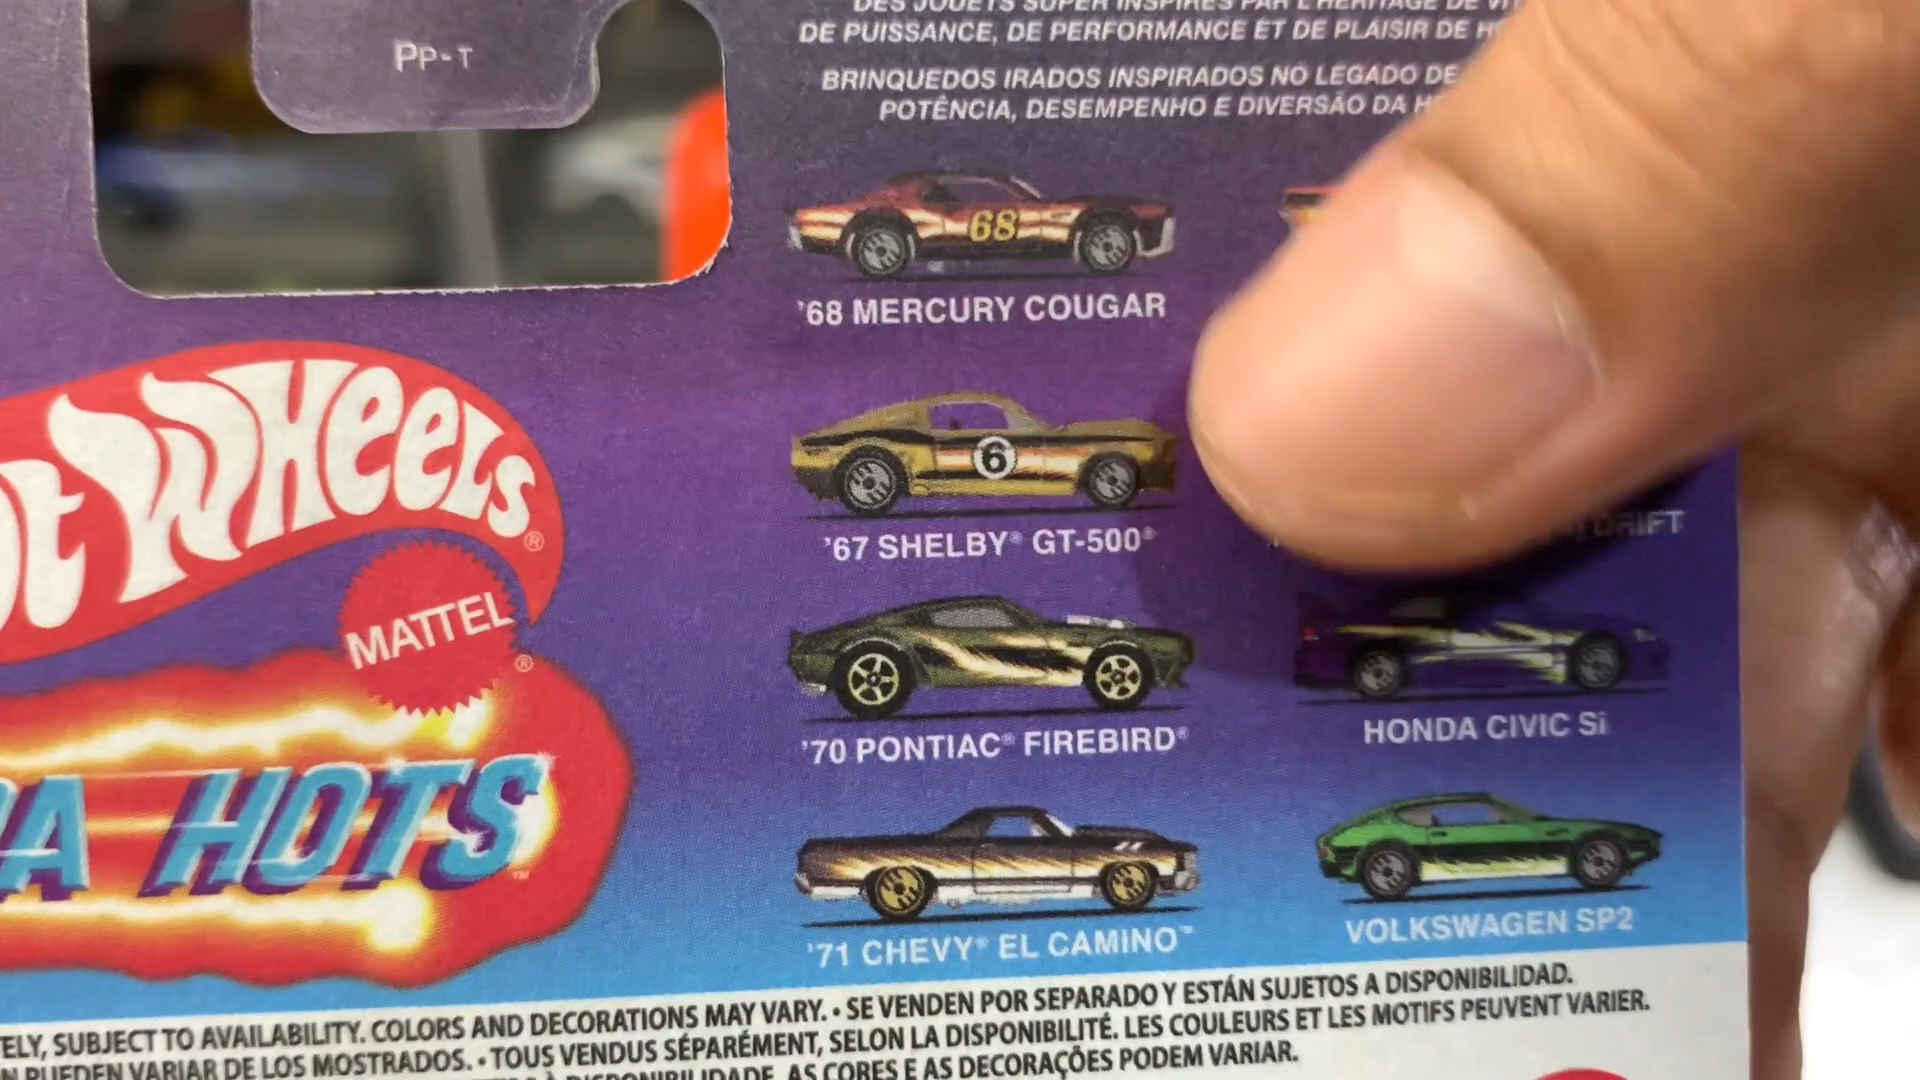 PP-T
DES JOUETS SUPER INSPIRÉS PAR L'HÉRITAGE DE
DE PUISSANCE, DE PERFORMANCE ET DE PLAISIR DE
BRINQUEDOS IRADOS INSPIRADOS NO LEGADO DE
POTÊNCIA, DESEMPENHO E DIVERSÃO DA
68
'68 MERCURY COUGAR
6
'67 SHELBY® GT-500®
DRIFT
Hot WHEELS®
MATTEL®
'70 PONTIAC® FIREBIRD®
HONDA CIVIC Si
HOTS™
'71 CHEVY® EL CAMINO™
VOLKSWAGEN SP2
SUBJECT TO AVAILABILITY. COLORS AND DECORATIONS MAY VARY. • SE VENDEN POR SEPARADO Y ESTÁN SUJETOS A DISPONIBILIDAD.
PUEDEN VARIAR DE LOS MOSTRADOS. • TOUS VENDUS SÉPARÉMENT, SELON LA DISPONIBILITÉ. LES COULEURS ET LES MOTIFS PEUVENT VARIER.
DISPONIBILIDADE. AS CORES E AS DECORAÇÕES PODEM VARIAR.